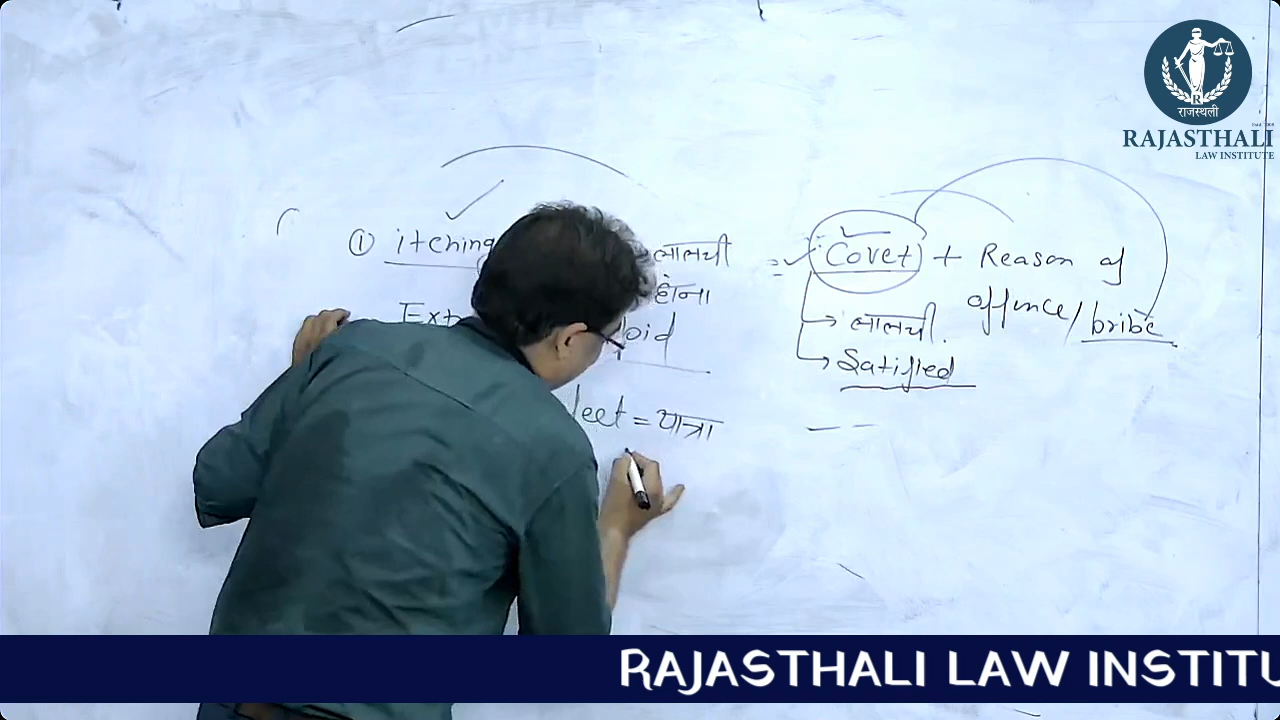 राजस्थली
RAJASTHALI
LAW INSTITUTE
① itching लालची = Covet + Reason of
होना offence/bribe
Ext oid → लालची.
→ Satified
leet = यात्रा
RAJASTHALI LAW INSTITU